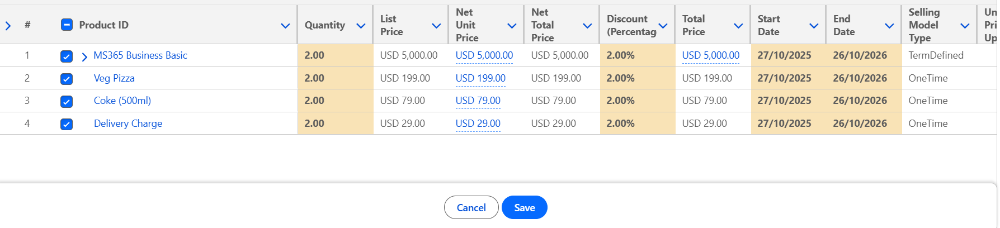 # Product ID Quantity List Price Net Unit Price Net Total Price Discount (Percentag Total Price Start Date End Date Selling Model Type Un Pri Up
1 MS365 Business Basic 2.00 USD 5,000.00 USD 5,000.00 USD 5,000.00 2.00% USD 5,000.00 27/10/2025 26/10/2026 TermDefined
2 Veg Pizza 2.00 USD 199.00 USD 199.00 USD 199.00 2.00% USD 199.00 27/10/2025 26/10/2026 OneTime
3 Coke (500ml) 2.00 USD 79.00 USD 79.00 USD 79.00 2.00% USD 79.00 27/10/2025 26/10/2026 OneTime
4 Delivery Charge 2.00 USD 29.00 USD 29.00 USD 29.00 2.00% USD 29.00 27/10/2025 26/10/2026 OneTime
Cancel Save